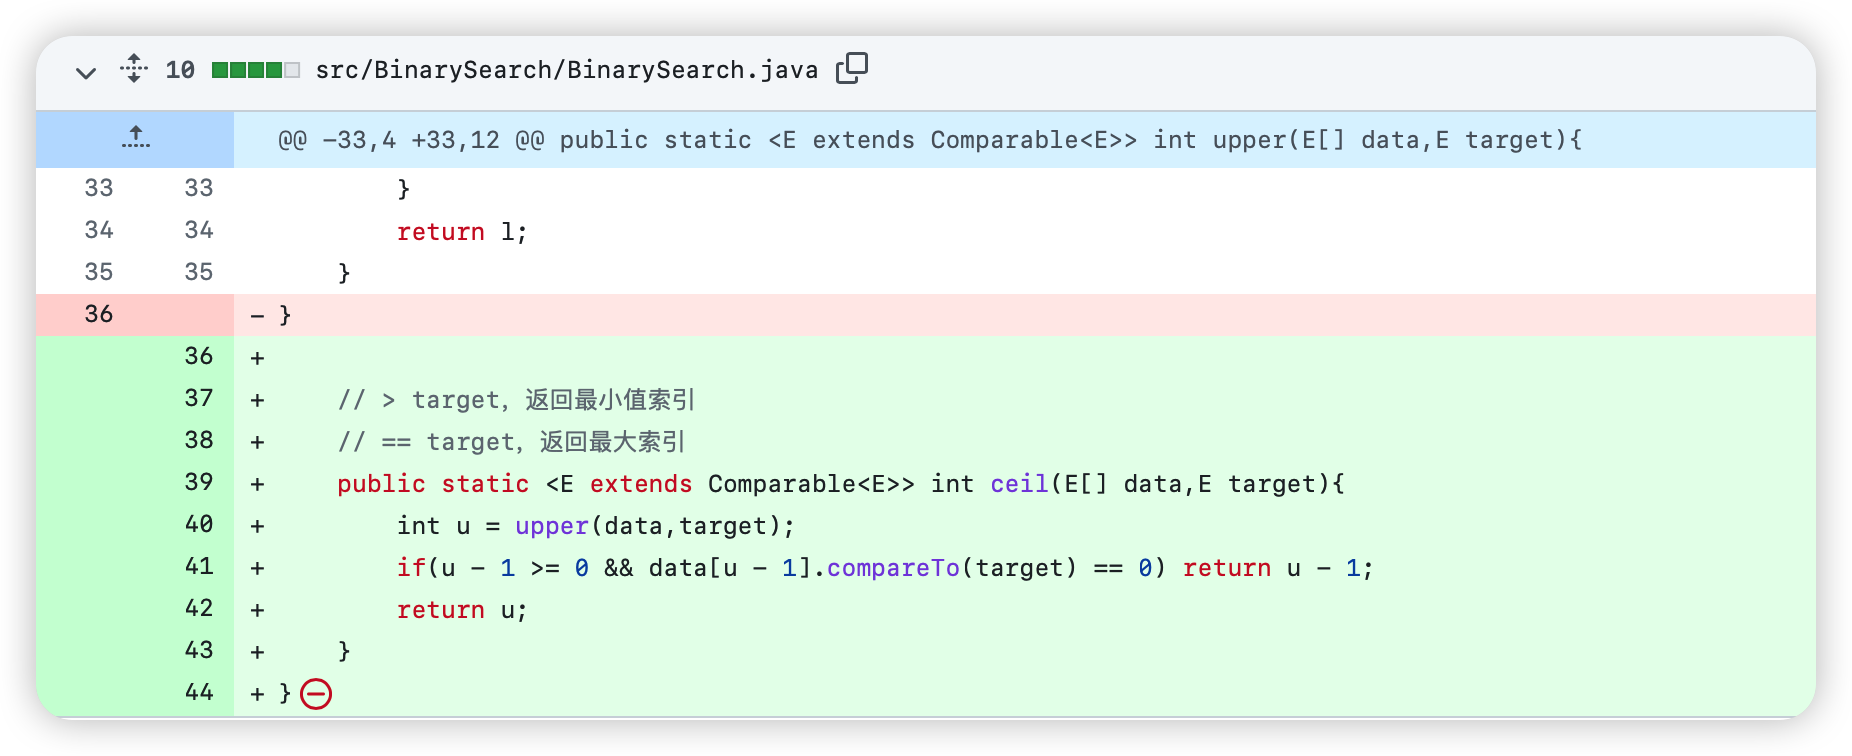 10 src/BinarySearch/BinarySearch.java
@@ -33,4 +33,12 @@ public static <E extends Comparable<E>> int upper(E[] data,E target){
33 33 }
34 34 return l;
35 35 }
36 - }
36 +
37 + // > target, 返回最小值索引
38 + // == target, 返回最大索引
39 + public static <E extends Comparable<E>> int ceil(E[] data,E target){
40 + int u = upper(data,target);
41 + if(u - 1 >= 0 && data[u - 1].compareTo(target) == 0) return u - 1;
42 + return u;
43 + }
44 + }